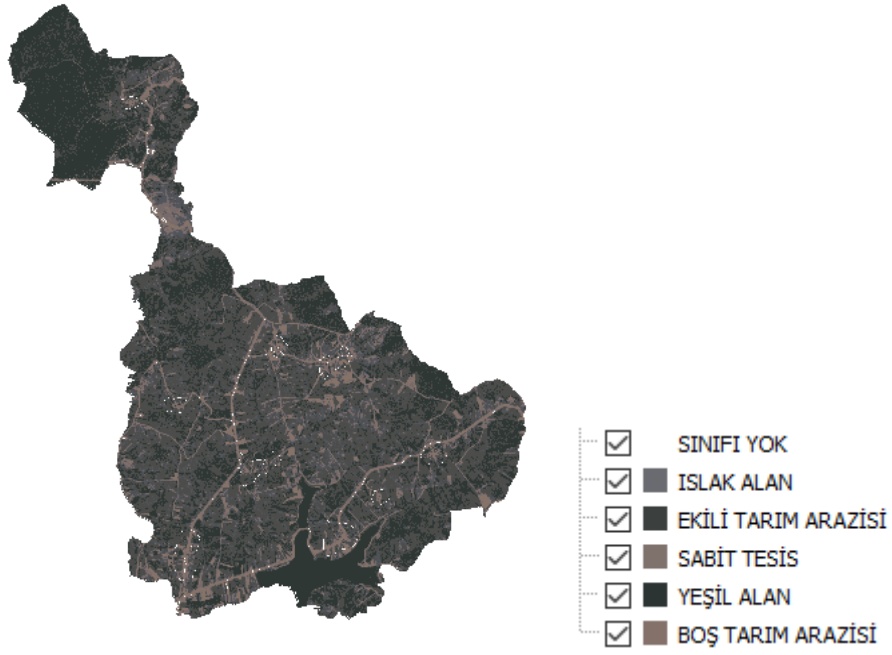 SINIFI YOK
ISLAK ALAN
EKİLİ TARIM ARAZİSİ
SABİT TESİS
YEŞİL ALAN
BOŞ TARIM ARAZİSİ